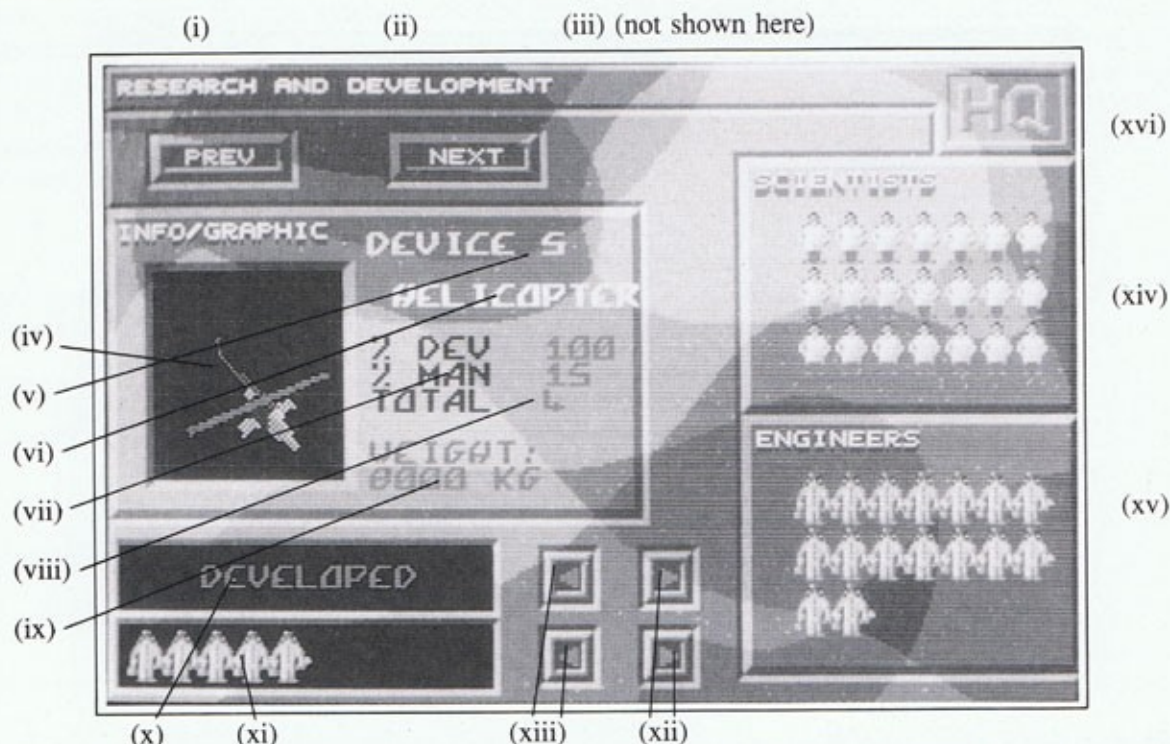 (i) (ii) (iii) (not shown here)
RESEARCH AND DEVELOPMENT
HQ
(xvi)
PREV NEXT
SCIENTISTS
INFO/GRAPHIC
DEVICE 5
HELICOPTER
(xiv)
(iv)
% DEV 100
(v)
% MAN 15
TOTAL 4
ENGINEERS
(vi)
WEIGHT:
0000 KG
(vii)
(xv)
(viii)
DEVELOPED
(ix)
(x) (xi) (xiii) (xii)